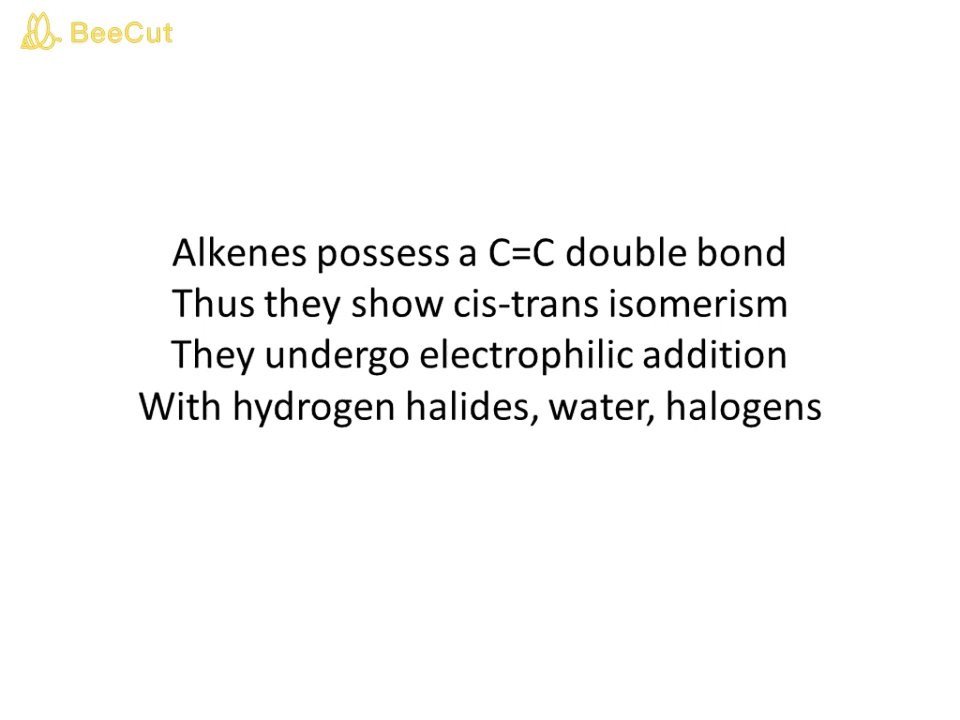 BeeCut
Alkenes possess a C=C double bond
Thus they show cis-trans isomerism
They undergo electrophilic addition
With hydrogen halides, water, halogens